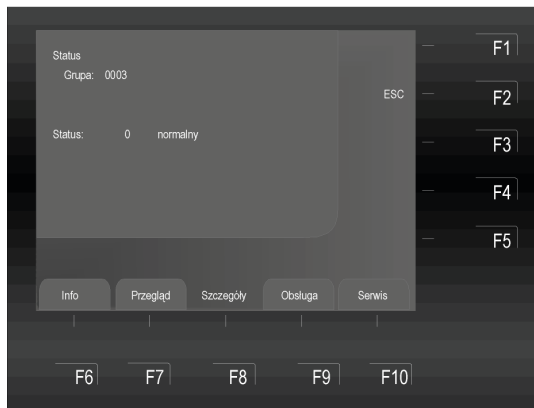 Status
Grupa: 0003
Status: 0 normalny
ESC
F1
F2
F3
F4
F5
Info Przegląd Szczegóły Obsługa Serwis
F6 F7 F8 F9 F10